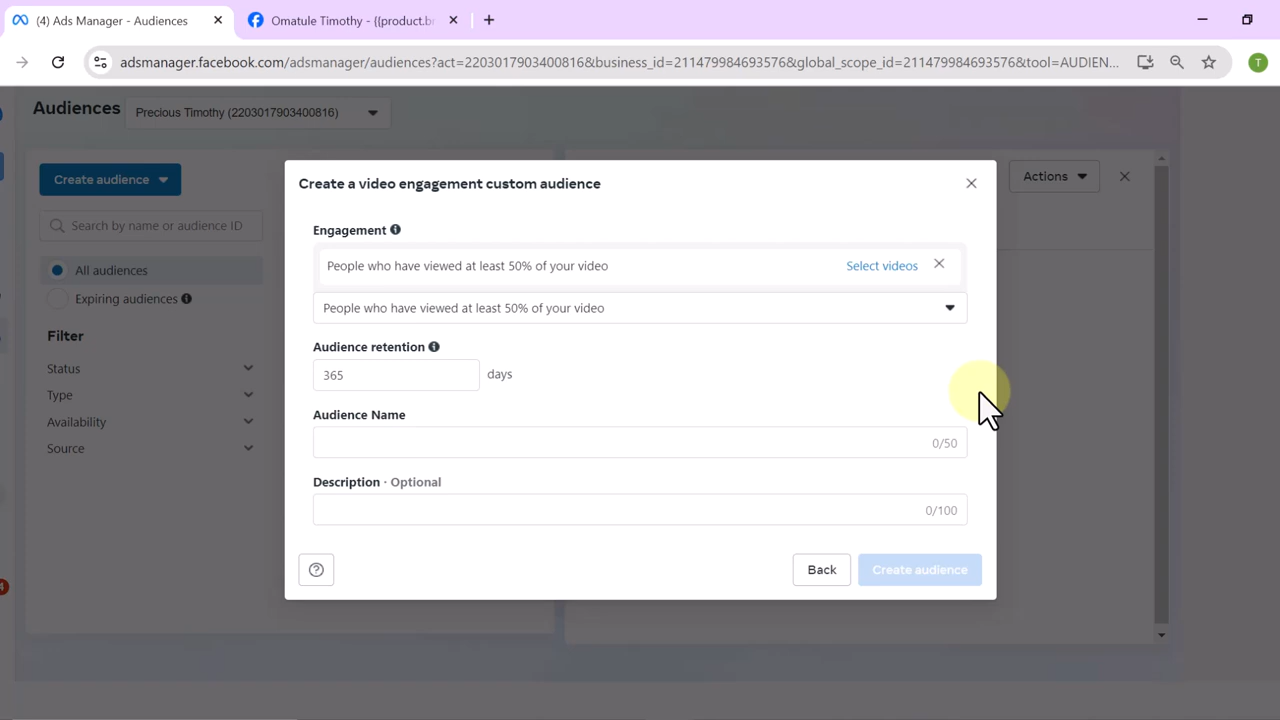 (4) Ads Manager - Audiences
Omatule Timothy - {{product.br
adsmanager.facebook.com/adsmanager/audiences?act=2203017903400816&business_id=211479984693576&global_scope_id=211479984693576&tool=AUDIEN...
T
Audiences
Precious Timothy (2203017903400816)
Create audience
Actions
Search by name or audience ID
All audiences
Expiring audiences
Filter
Status
Type
Availability
Source
4
Create a video engagement custom audience
Engagement
People who have viewed at least 50% of your video
Select videos
People who have viewed at least 50% of your video
Audience retention
365
days
Audience Name
0/50
Description · Optional
0/100
Back
Create audience